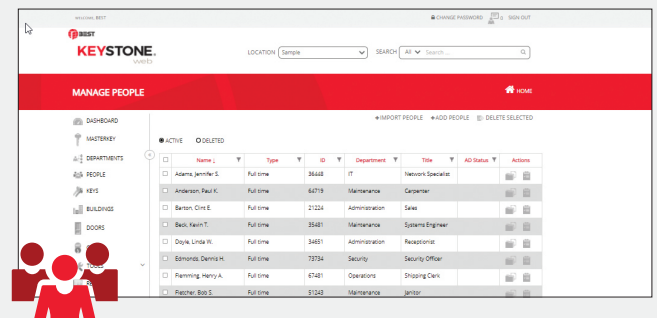 WELCOME, BEST
CHANGE PASSWORD
SIGN OUT
BEST
KEYSTONE.
web
LOCATION Sample
SEARCH All Search...
MANAGE PEOPLE
HOME
+IMPORT PEOPLE +ADD PEOPLE DELETE SELECTED
DASHBOARD
MASTERKEY
DEPARTMENTS
PEOPLE
KEYS
BUILDINGS
DOORS
TOOLS
ACTIVE DELETED
Name Type ID Department Title AD Status Actions
Adams, Jennifer S. Full time 36448 IT Network Specialist
Anderson, Paul K. Full time 64719 Maintenance Carpenter
Barton, Clint E. Full time 21224 Administration Sales
Beck, Kevin T. Full time 35481 Maintenance Systems Engineer
Doyle, Linda W. Full time 34651 Administration Receptionist
Edmonds, Dennis H. Full time 73734 Security Security Officer
Flemming, Henry A. Full time 67481 Operations Shipping Clerk
Fletcher, Bob S. Full time 51243 Maintenance Janitor